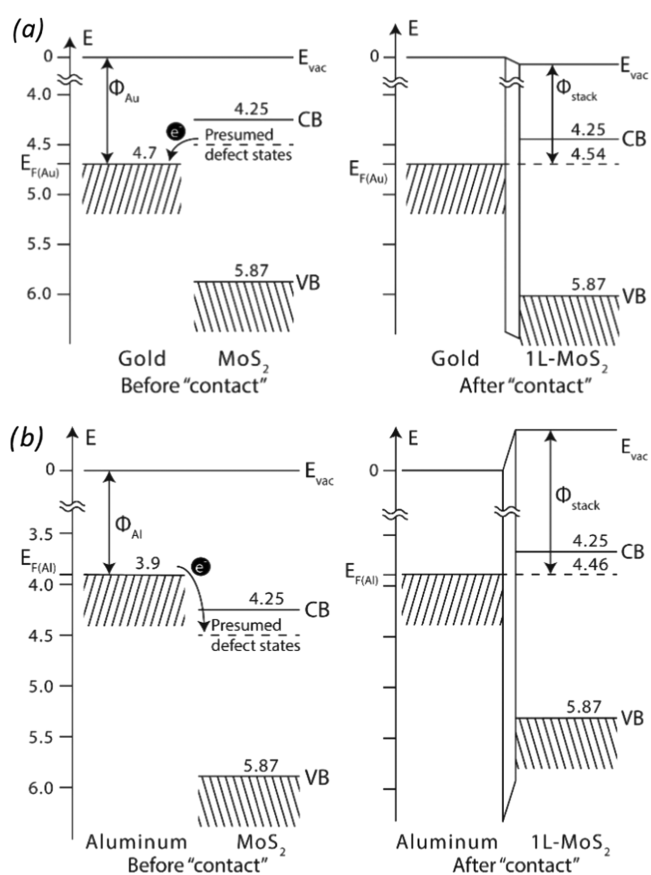 (a)
E
0
E_vac
Φ_Au
4.0
4.25
CB
e⁻
Presumed
4.5
defect states
E_F(Au)
4.7
5.0
5.5
5.87
VB
6.0
Gold MoS₂
Before "contact"
E
0
E_vac
Φ_stack
4.25
CB
4.54
E_F(Au)
5.87
VB
Gold 1L-MoS₂
After "contact"
(b)
E
0
E_vac
Φ_Al
3.5
E_F(Al)
3.9
e⁻
4.0
4.25
CB
Presumed
4.5
defect states
5.0
5.5
5.87
VB
6.0
Aluminum MoS₂
Before "contact"
E
0
E_vac
Φ_stack
4.25
CB
4.46
E_F(Al)
5.87
VB
Aluminum 1L-MoS₂
After "contact"